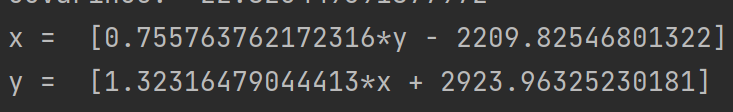 x =  [0.755763762172316*y - 2209.82546801322]
y =  [1.32316479044413*x + 2923.96325230181]